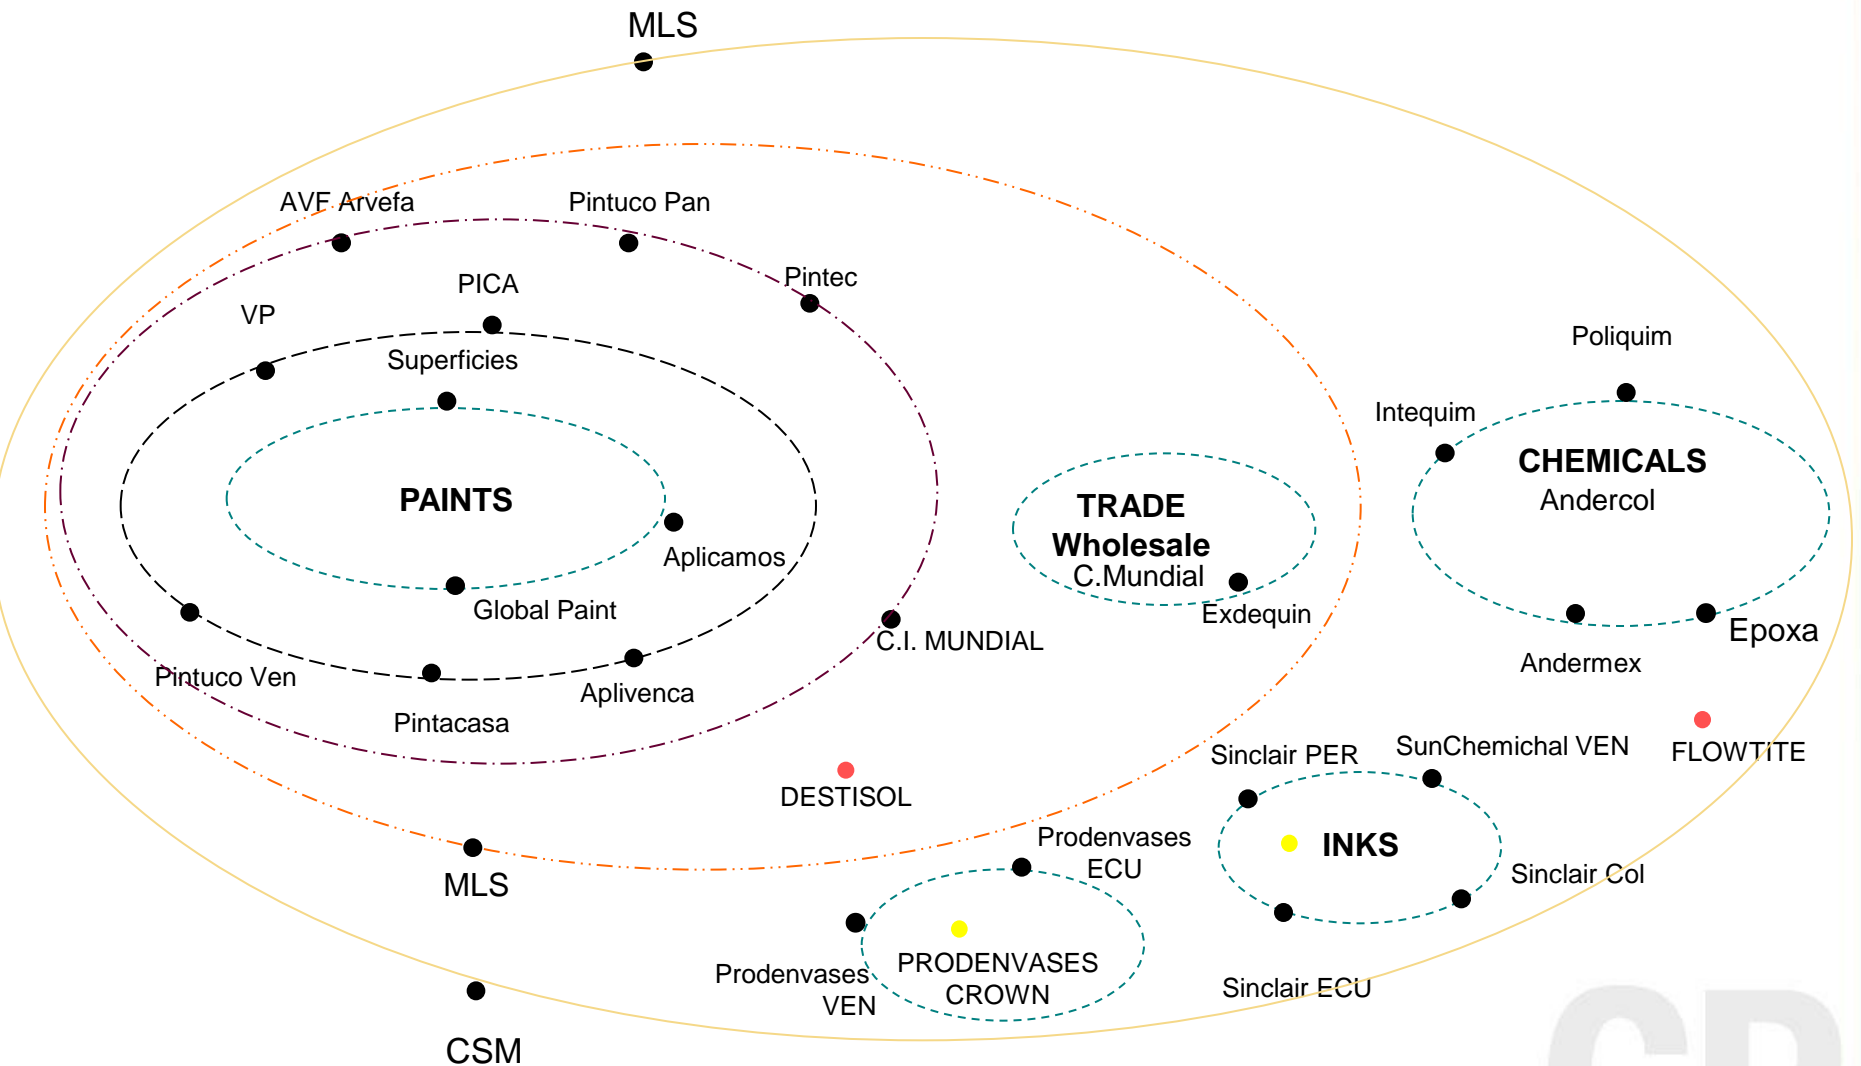 MLS
AVF Arvefa
Pintuco Pan
Pintec
PICA
VP
Superficies
PAINTS
Aplicamos
Global Paint
Pintuco Ven
Pintacasa
Aplivenca
C.I. MUNDIAL
TRADE
Wholesale
C.Mundial
Exdequin
Poliquim
Intequim
CHEMICALS
Andercol
Epoxa
Andermex
FLOWTITE
SunChemichal VEN
Sinclair PER
INKS
Sinclair Col
Sinclair ECU
DESTISOL
MLS
Prodenvases
ECU
PRODENVASES
CROWN
Prodenvases
VEN
CSM